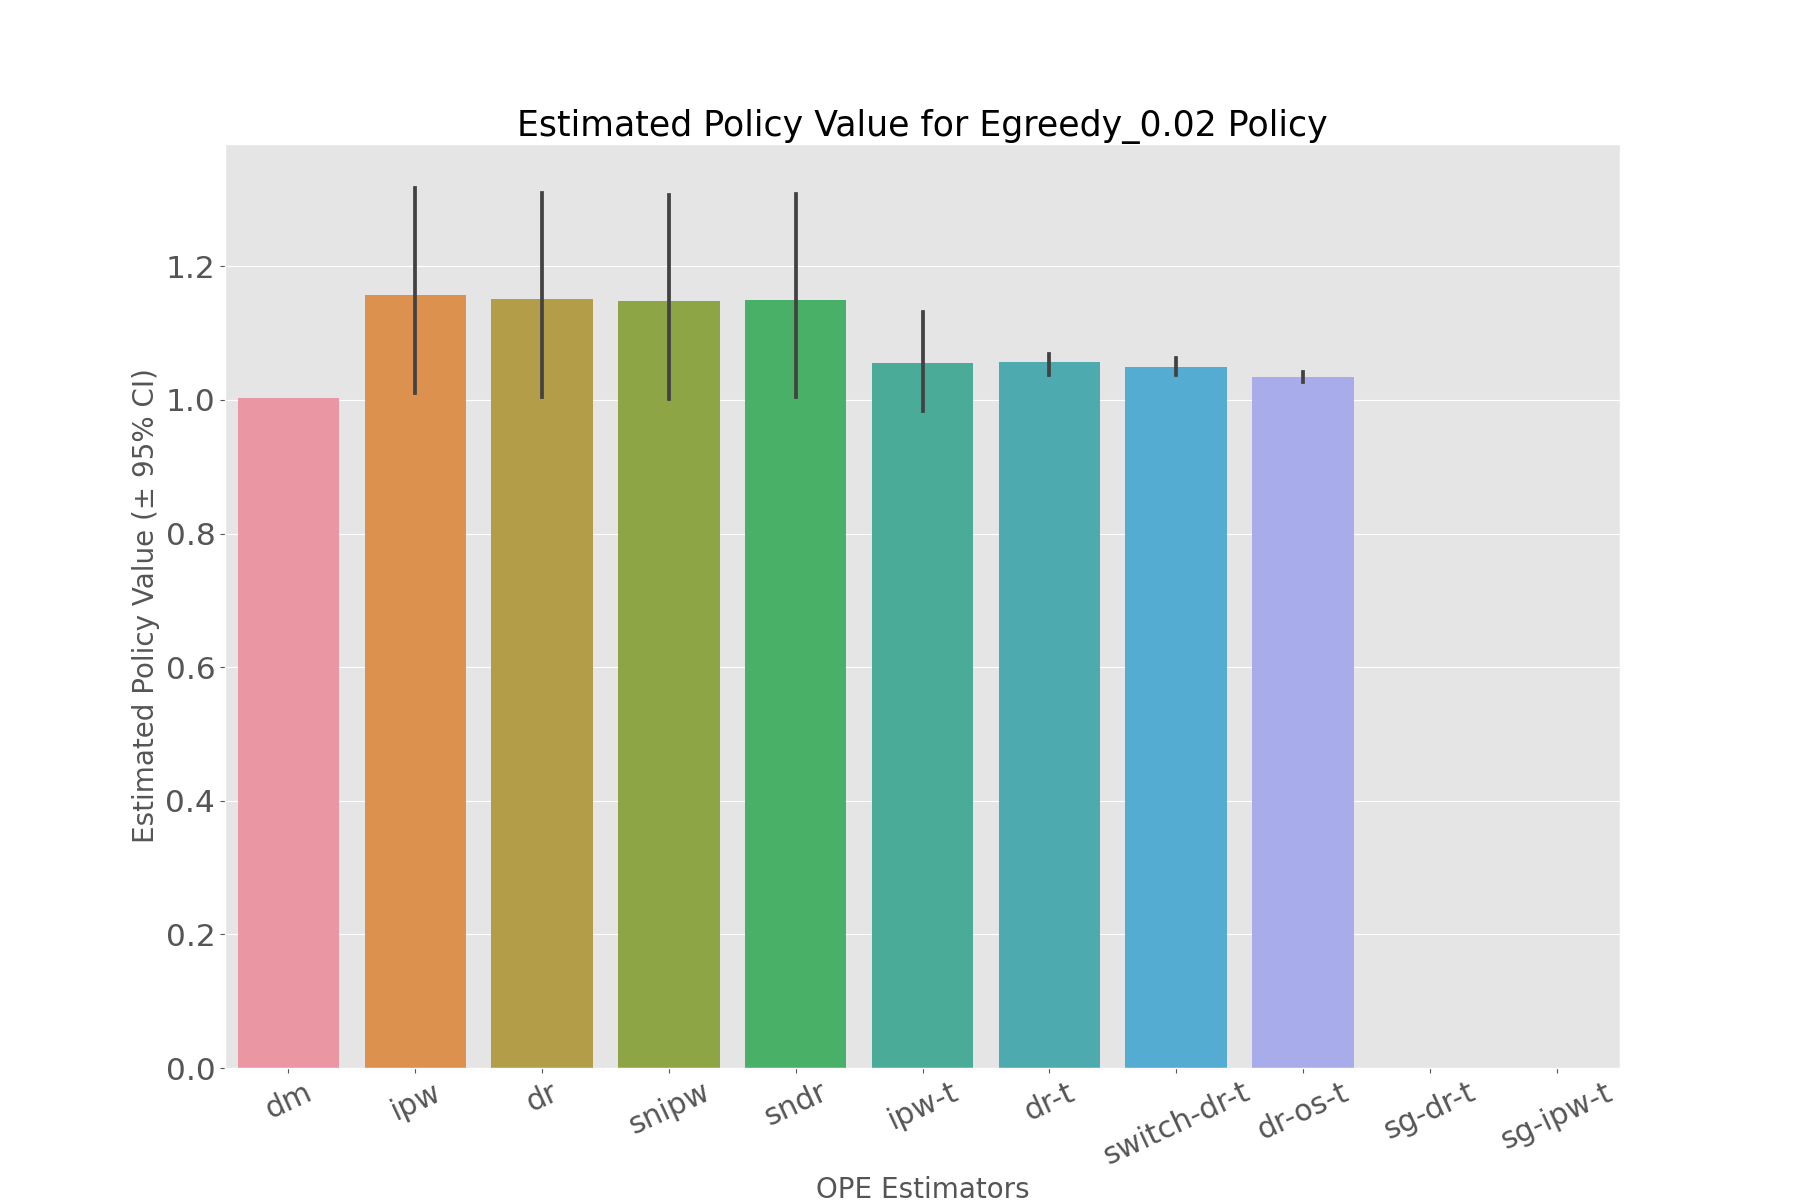 Estimated Policy Value for Egreedy_0.02 Policy
Estimated Policy Value (± 95% CI)
1.2
1.0
0.8
0.6
0.4
0.2
0.0
dm
ipw
dr
snipw
sndr
ipw-t
dr-t
switch-dr-t
dr-os-t
sg-dr-t
sg-ipw-t
OPE Estimators